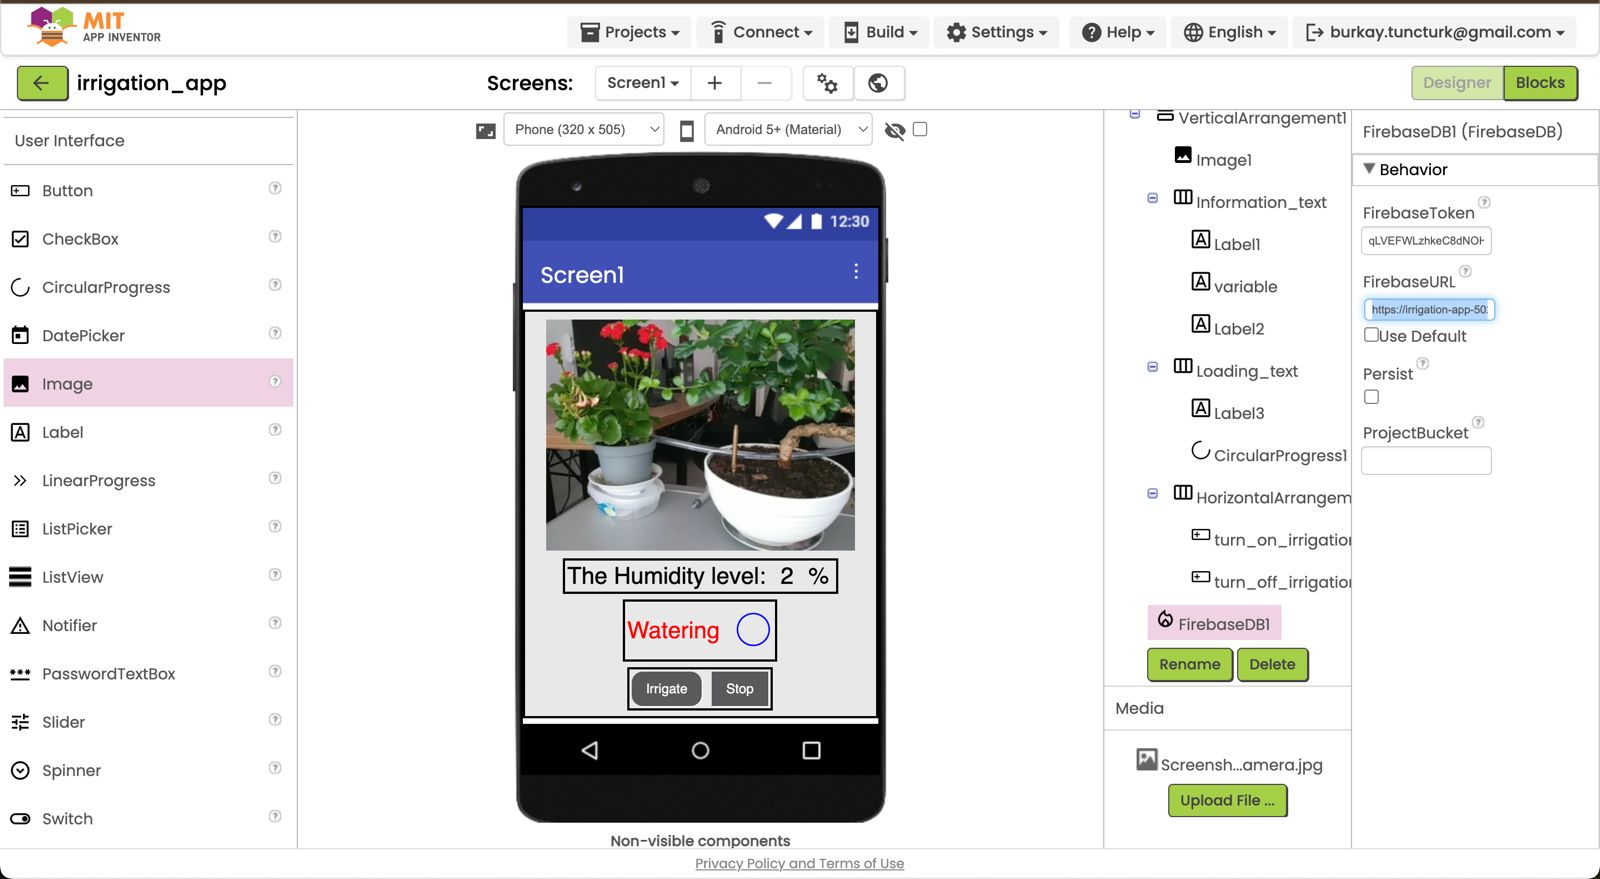 MIT
APP INVENTOR
Projects
Connect
Build
Settings
Help
English
burkay.tuncturk@gmail.com
irrigation_app
Screens:
Screen1
Designer
Blocks
User Interface
Button
CheckBox
CircularProgress
DatePicker
Image
Label
LinearProgress
ListPicker
ListView
Notifier
PasswordTextBox
Slider
Spinner
Switch
Phone (320 x 505)
Android 5+ (Material)
12:30
Screen1
The Humidity level: 2 %
Watering
Irrigate
Stop
Non-visible components
VerticalArrangement1
Image1
Information_text
Label1
variable
Label2
Loading_text
Label3
CircularProgress1
HorizontalArrangem
turn_on_irrigation
turn_off_irrigation
FirebaseDB1
Rename
Delete
Media
Screensh...amera.jpg
Upload File ...
FirebaseDB1 (FirebaseDB)
Behavior
FirebaseToken
qLVEFWLzhkeC8dNOH
FirebaseURL
https://irrigation-app-50
Use Default
Persist
ProjectBucket
Privacy Policy and Terms of Use